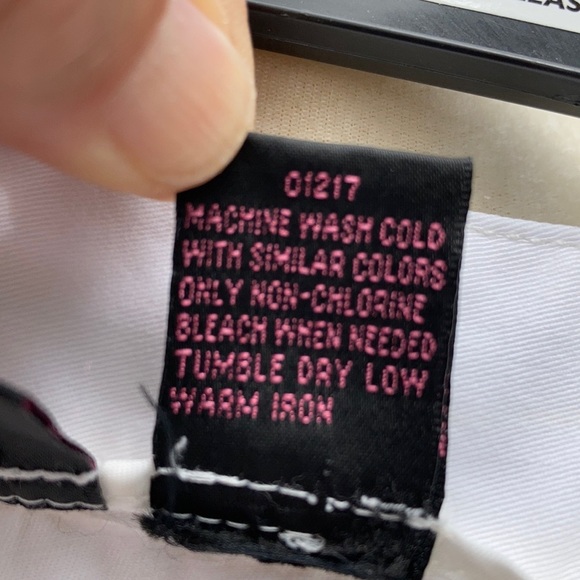 01217
MACHINE WASH COLD
WITH SIMILAR COLORS
ONLY NON-CHLORINE
BLEACH WHEN NEEDED
TUMBLE DRY LOW
WARM IRON